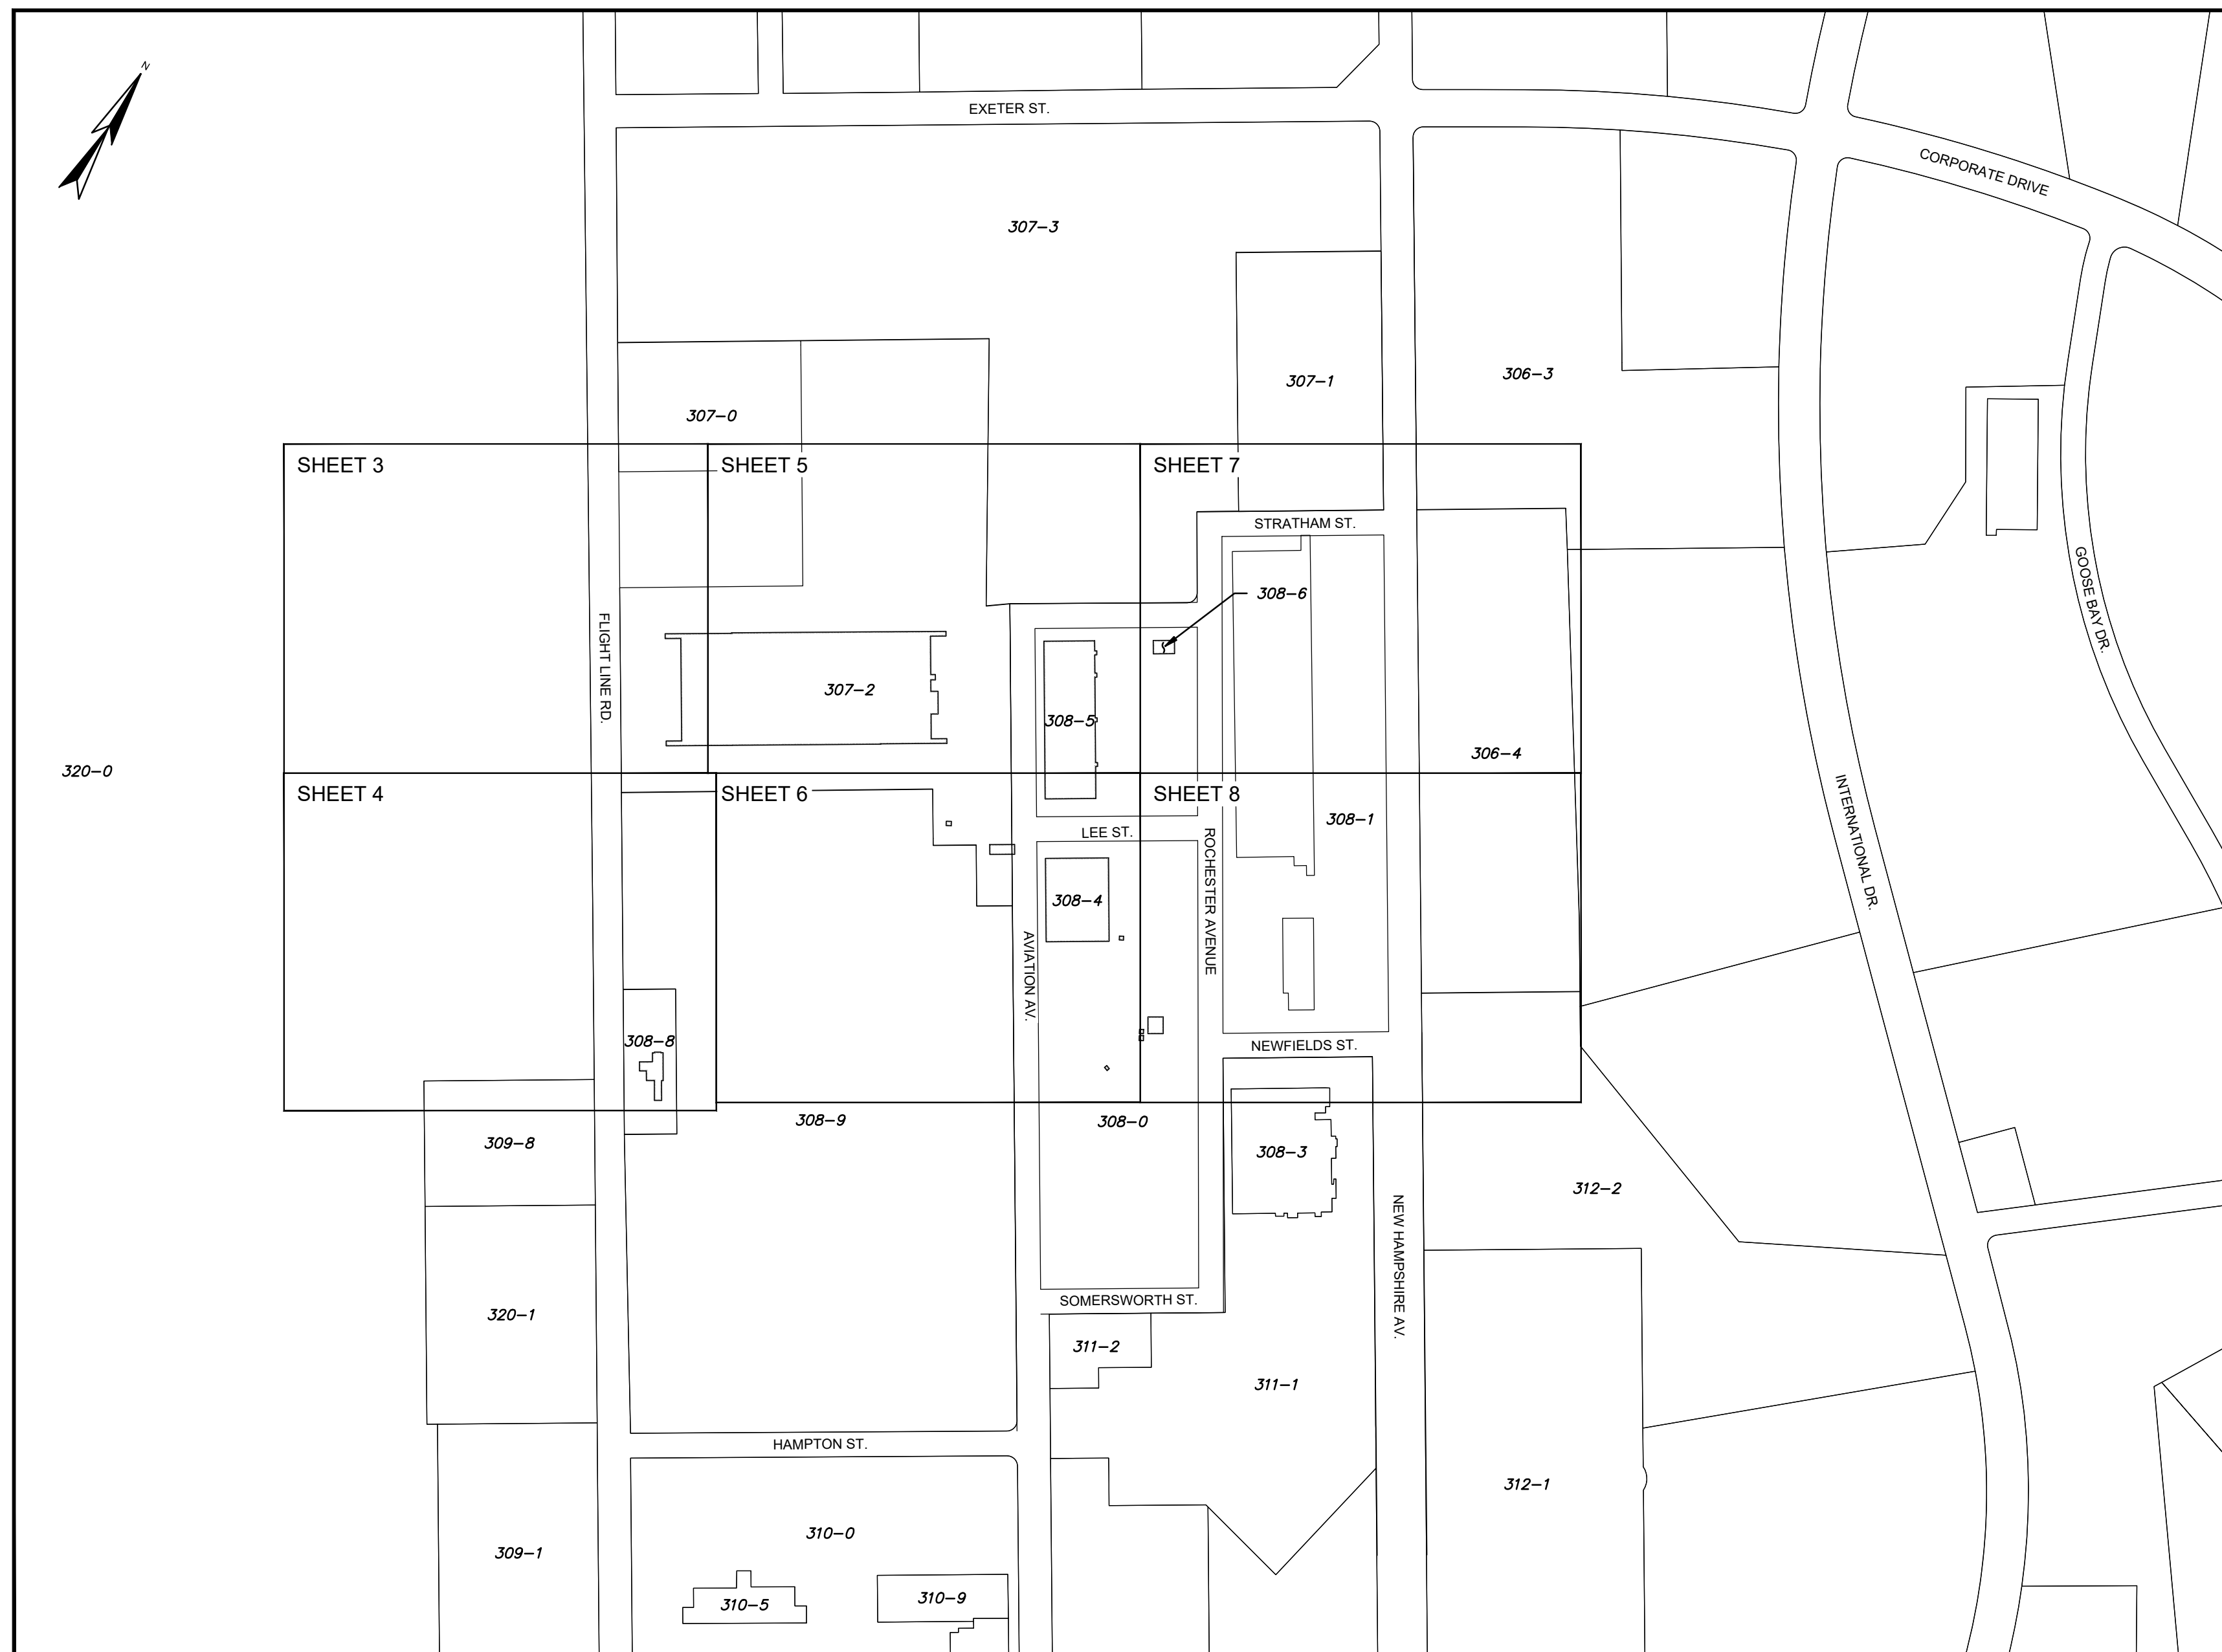 N
EXETER ST.
CORPORATE DRIVE
307-3
307-1
306-3
307-0
SHEET 3
SHEET 5
SHEET 7
STRATHAM ST.
GOOSE BAY DR.
308-6
FLIGHT LINE RD.
307-2
308-5
306-4
320-0
SHEET 4
SHEET 6
SHEET 8
INTERNATIONAL DR.
308-1
LEE ST.
ROCHESTER AVENUE
308-4
AVIATION AV.
308-8
NEWFIELDS ST.
308-9
308-0
309-8
308-3
312-2
NEW HAMPSHIRE AV.
SOMERSWORTH ST.
320-1
311-2
311-1
HAMPTON ST.
312-1
310-0
309-1
310-9
310-5